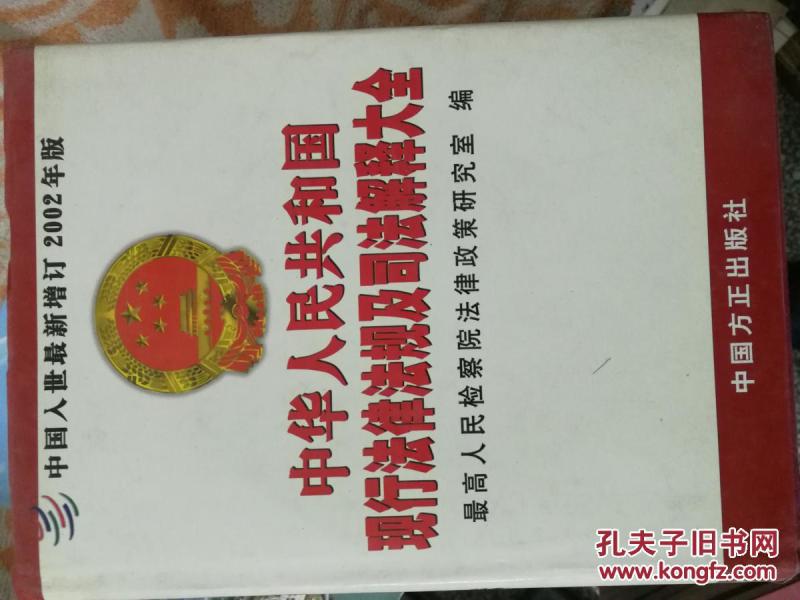 中国入世最新增订 2002年版
中华人民共和国
现行法律法规及司法解释大全
最高人民检察院法律政策研究室 编
中国方正出版社
孔夫子旧书网
www.kongfz.com